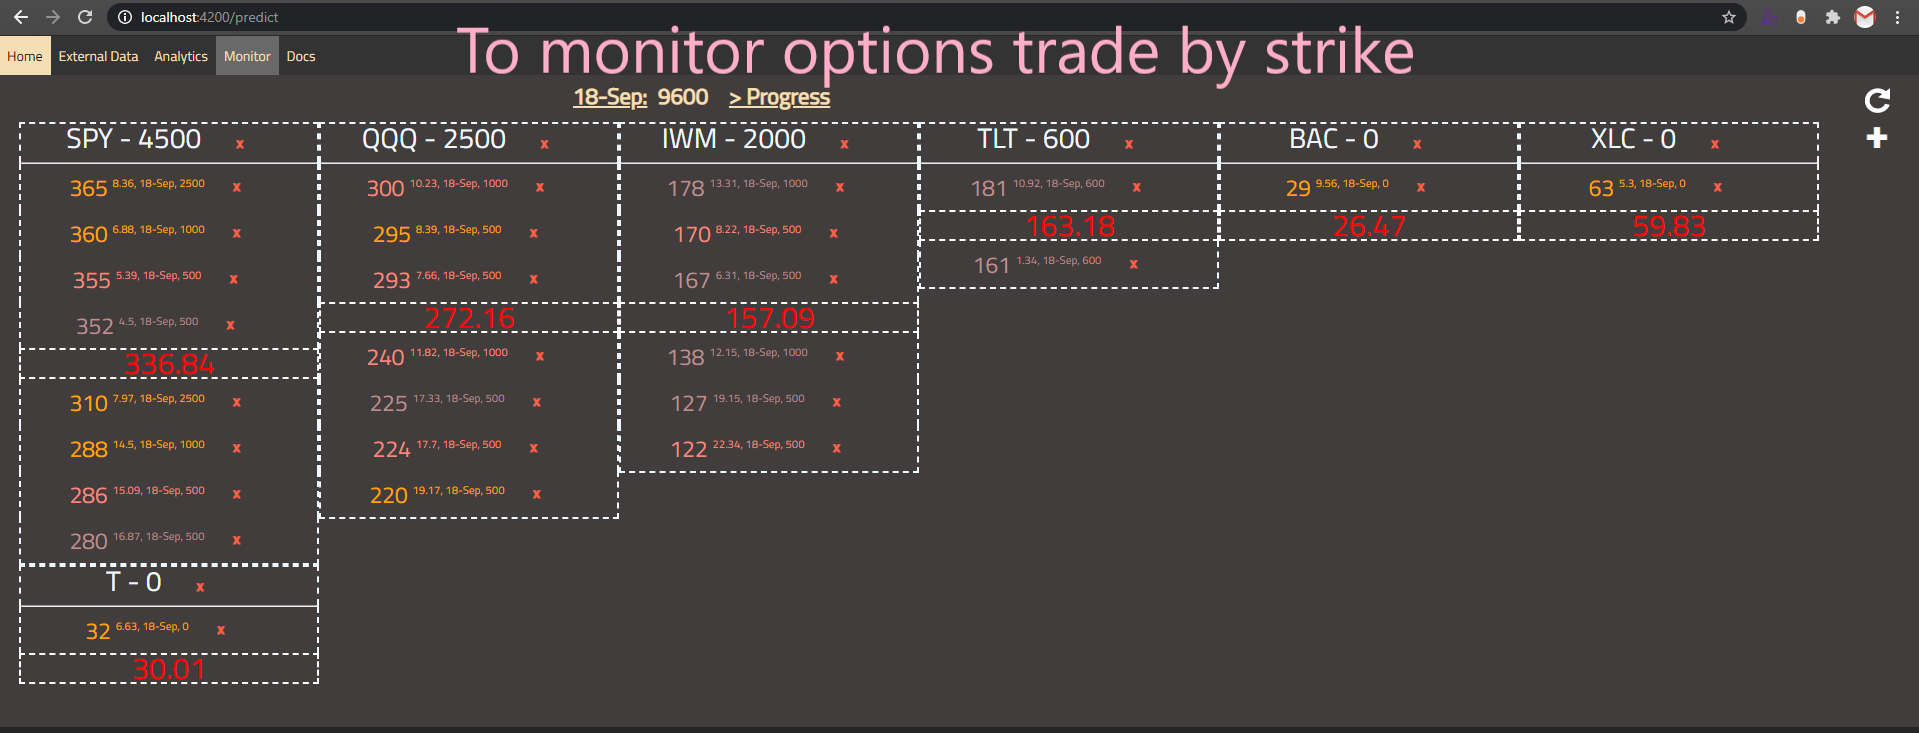 localhost:4200/predict
Home External Data Analytics Monitor Docs
To monitor options trade by strike
18-Sep: 9600 > Progress
SPY - 4500 x
365 8.36, 18-Sep, 2500 x
360 6.88, 18-Sep, 1000 x
355 5.39, 18-Sep, 500 x
352 4.5, 18-Sep, 500 x
336.84
310 7.97, 18-Sep, 2500 x
288 14.5, 18-Sep, 1000 x
286 15.09, 18-Sep, 500 x
280 16.87, 18-Sep, 500 x
QQQ - 2500 x
300 10.23, 18-Sep, 1000 x
295 8.39, 18-Sep, 500 x
293 7.66, 18-Sep, 500 x
272.16
240 11.82, 18-Sep, 1000 x
225 17.33, 18-Sep, 500 x
224 17.7, 18-Sep, 500 x
220 19.17, 18-Sep, 500 x
IWM - 2000 x
178 13.31, 18-Sep, 1000 x
170 8.22, 18-Sep, 500 x
167 6.31, 18-Sep, 500 x
157.09
138 12.15, 18-Sep, 1000 x
127 19.15, 18-Sep, 500 x
122 22.34, 18-Sep, 500 x
TLT - 600 x
181 10.92, 18-Sep, 600 x
163.18
161 1.34, 18-Sep, 600 x
BAC - 0 x
29 9.56, 18-Sep, 0 x
26.47
XLC - 0 x
63 5.3, 18-Sep, 0 x
59.83
T - 0 x
32 6.63, 18-Sep, 0 x
30.01